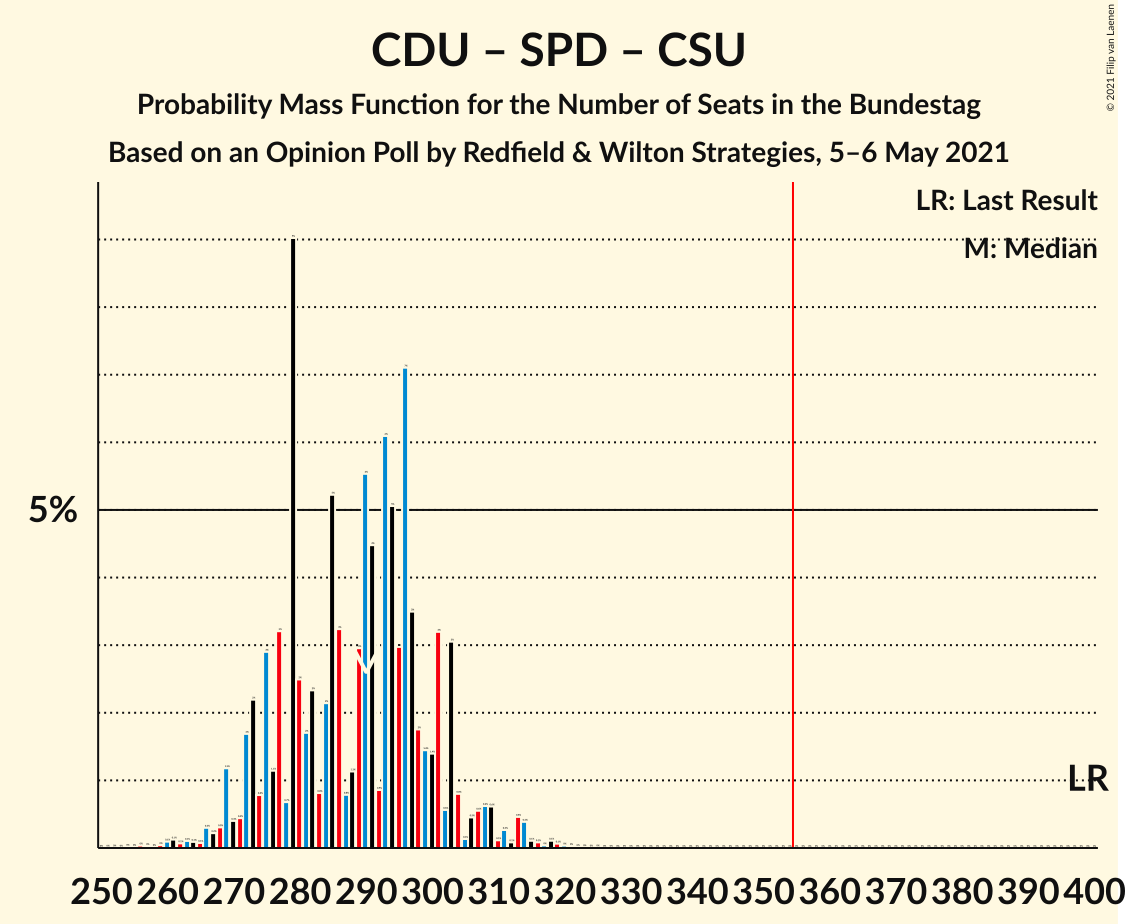 CDU – SPD – CSU
Probability Mass Function for the Number of Seats in the Bundestag
Based on an Opinion Poll by Redfield & Wilton Strategies, 5–6 May 2021
© 2021 Filip van Laenen
LR: Last Result
M: Median
5%
M
LR
250 260 270 280 290 300 310 320 330 340 350 360 370 380 390 400